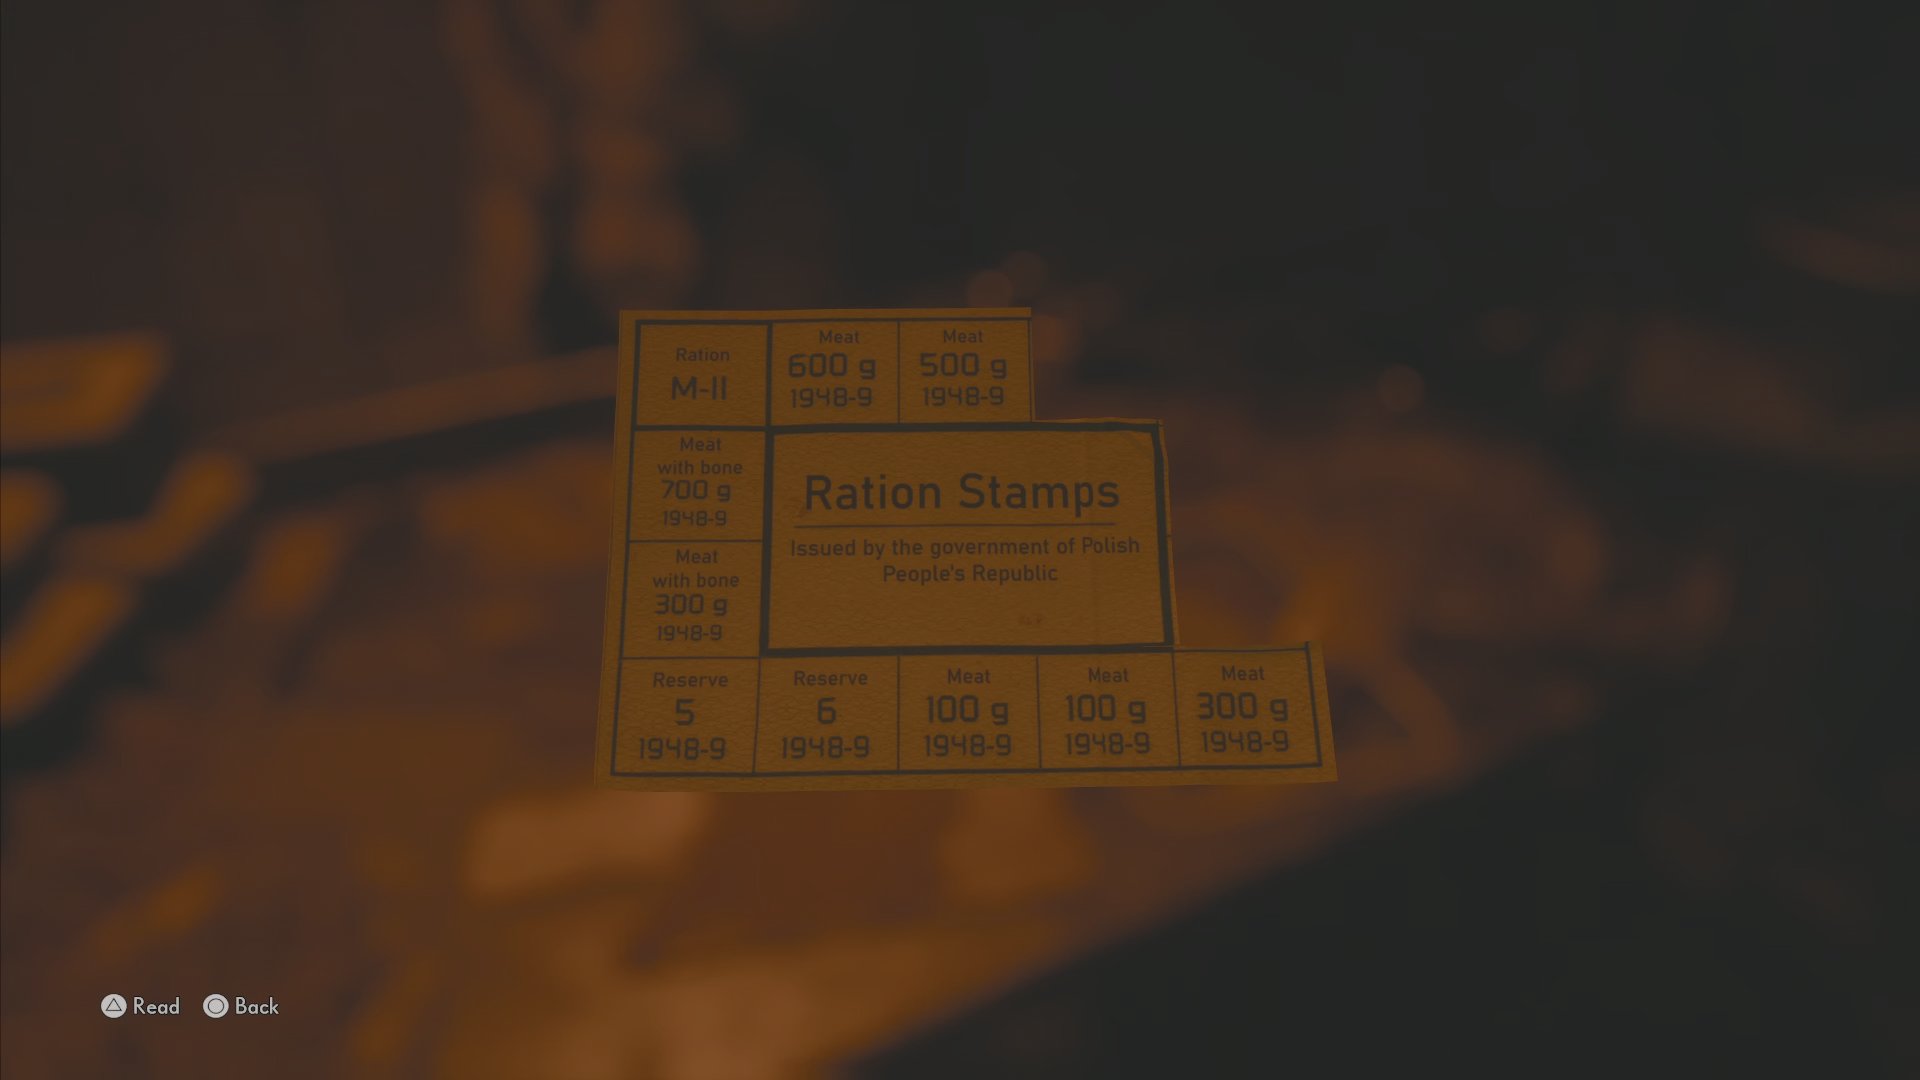 Ration
M-II
Meat
600 g
1948-9
Meat
500 g
1948-9
Meat
with bone
700 g
1948-9
Meat
with bone
300 g
1948-9
Ration Stamps
Issued by the government of Polish
People's Republic
Reserve
5
1948-9
Reserve
6
1948-9
Meat
100 g
1948-9
Meat
100 g
1948-9
Meat
300 g
1948-9
Read
Back